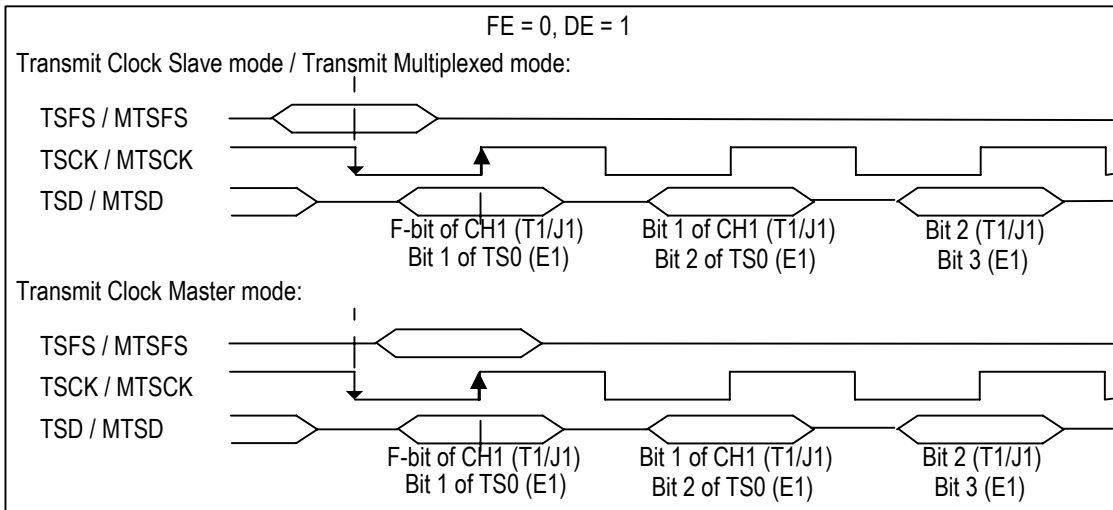 FE = 0, DE = 1
Transmit Clock Slave mode / Transmit Multiplexed mode:
TSFS / MTSFS
TSCK / MTSCK
TSD / MTSD
F-bit of CH1 (T1/J1) Bit 1 of CH1 (T1/J1) Bit 2 (T1/J1)
Bit 1 of TS0 (E1) Bit 2 of TS0 (E1) Bit 3 (E1)
Transmit Clock Master mode:
TSFS / MTSFS
TSCK / MTSCK
TSD / MTSD
F-bit of CH1 (T1/J1) Bit 1 of CH1 (T1/J1) Bit 2 (T1/J1)
Bit 1 of TS0 (E1) Bit 2 of TS0 (E1) Bit 3 (E1)